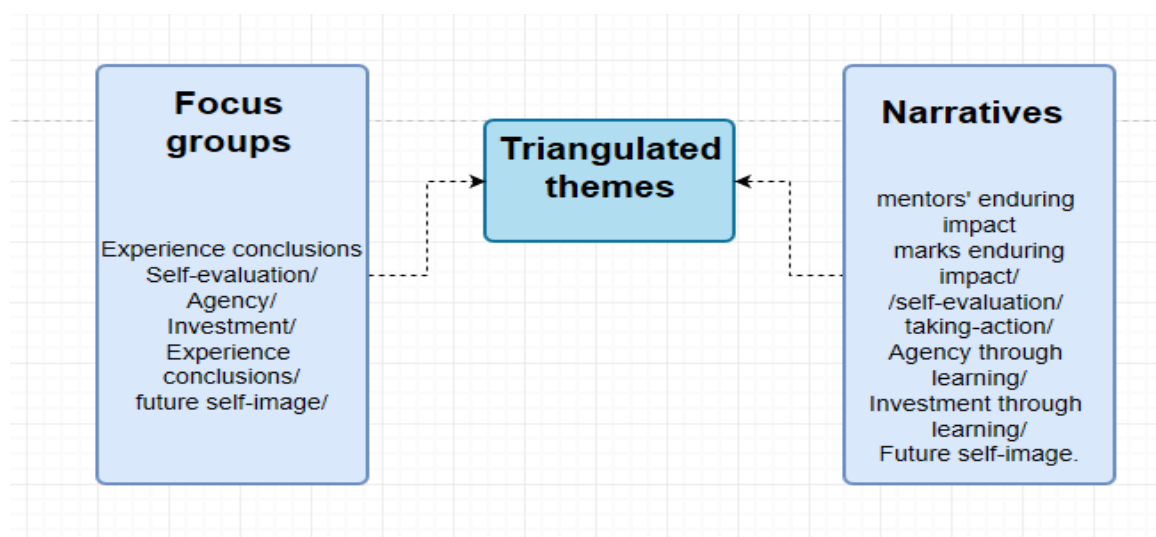 Focus
groups
Experience conclusions
Self-evaluation/
Agency/
Investment/
Experience
conclusions/
future self-image/
Triangulated
themes
Narratives
mentors' enduring
impact
marks enduring
impact/
/self-evaluation/
taking-action/
Agency through
learning/
Investment through
learning/
Future self-image.